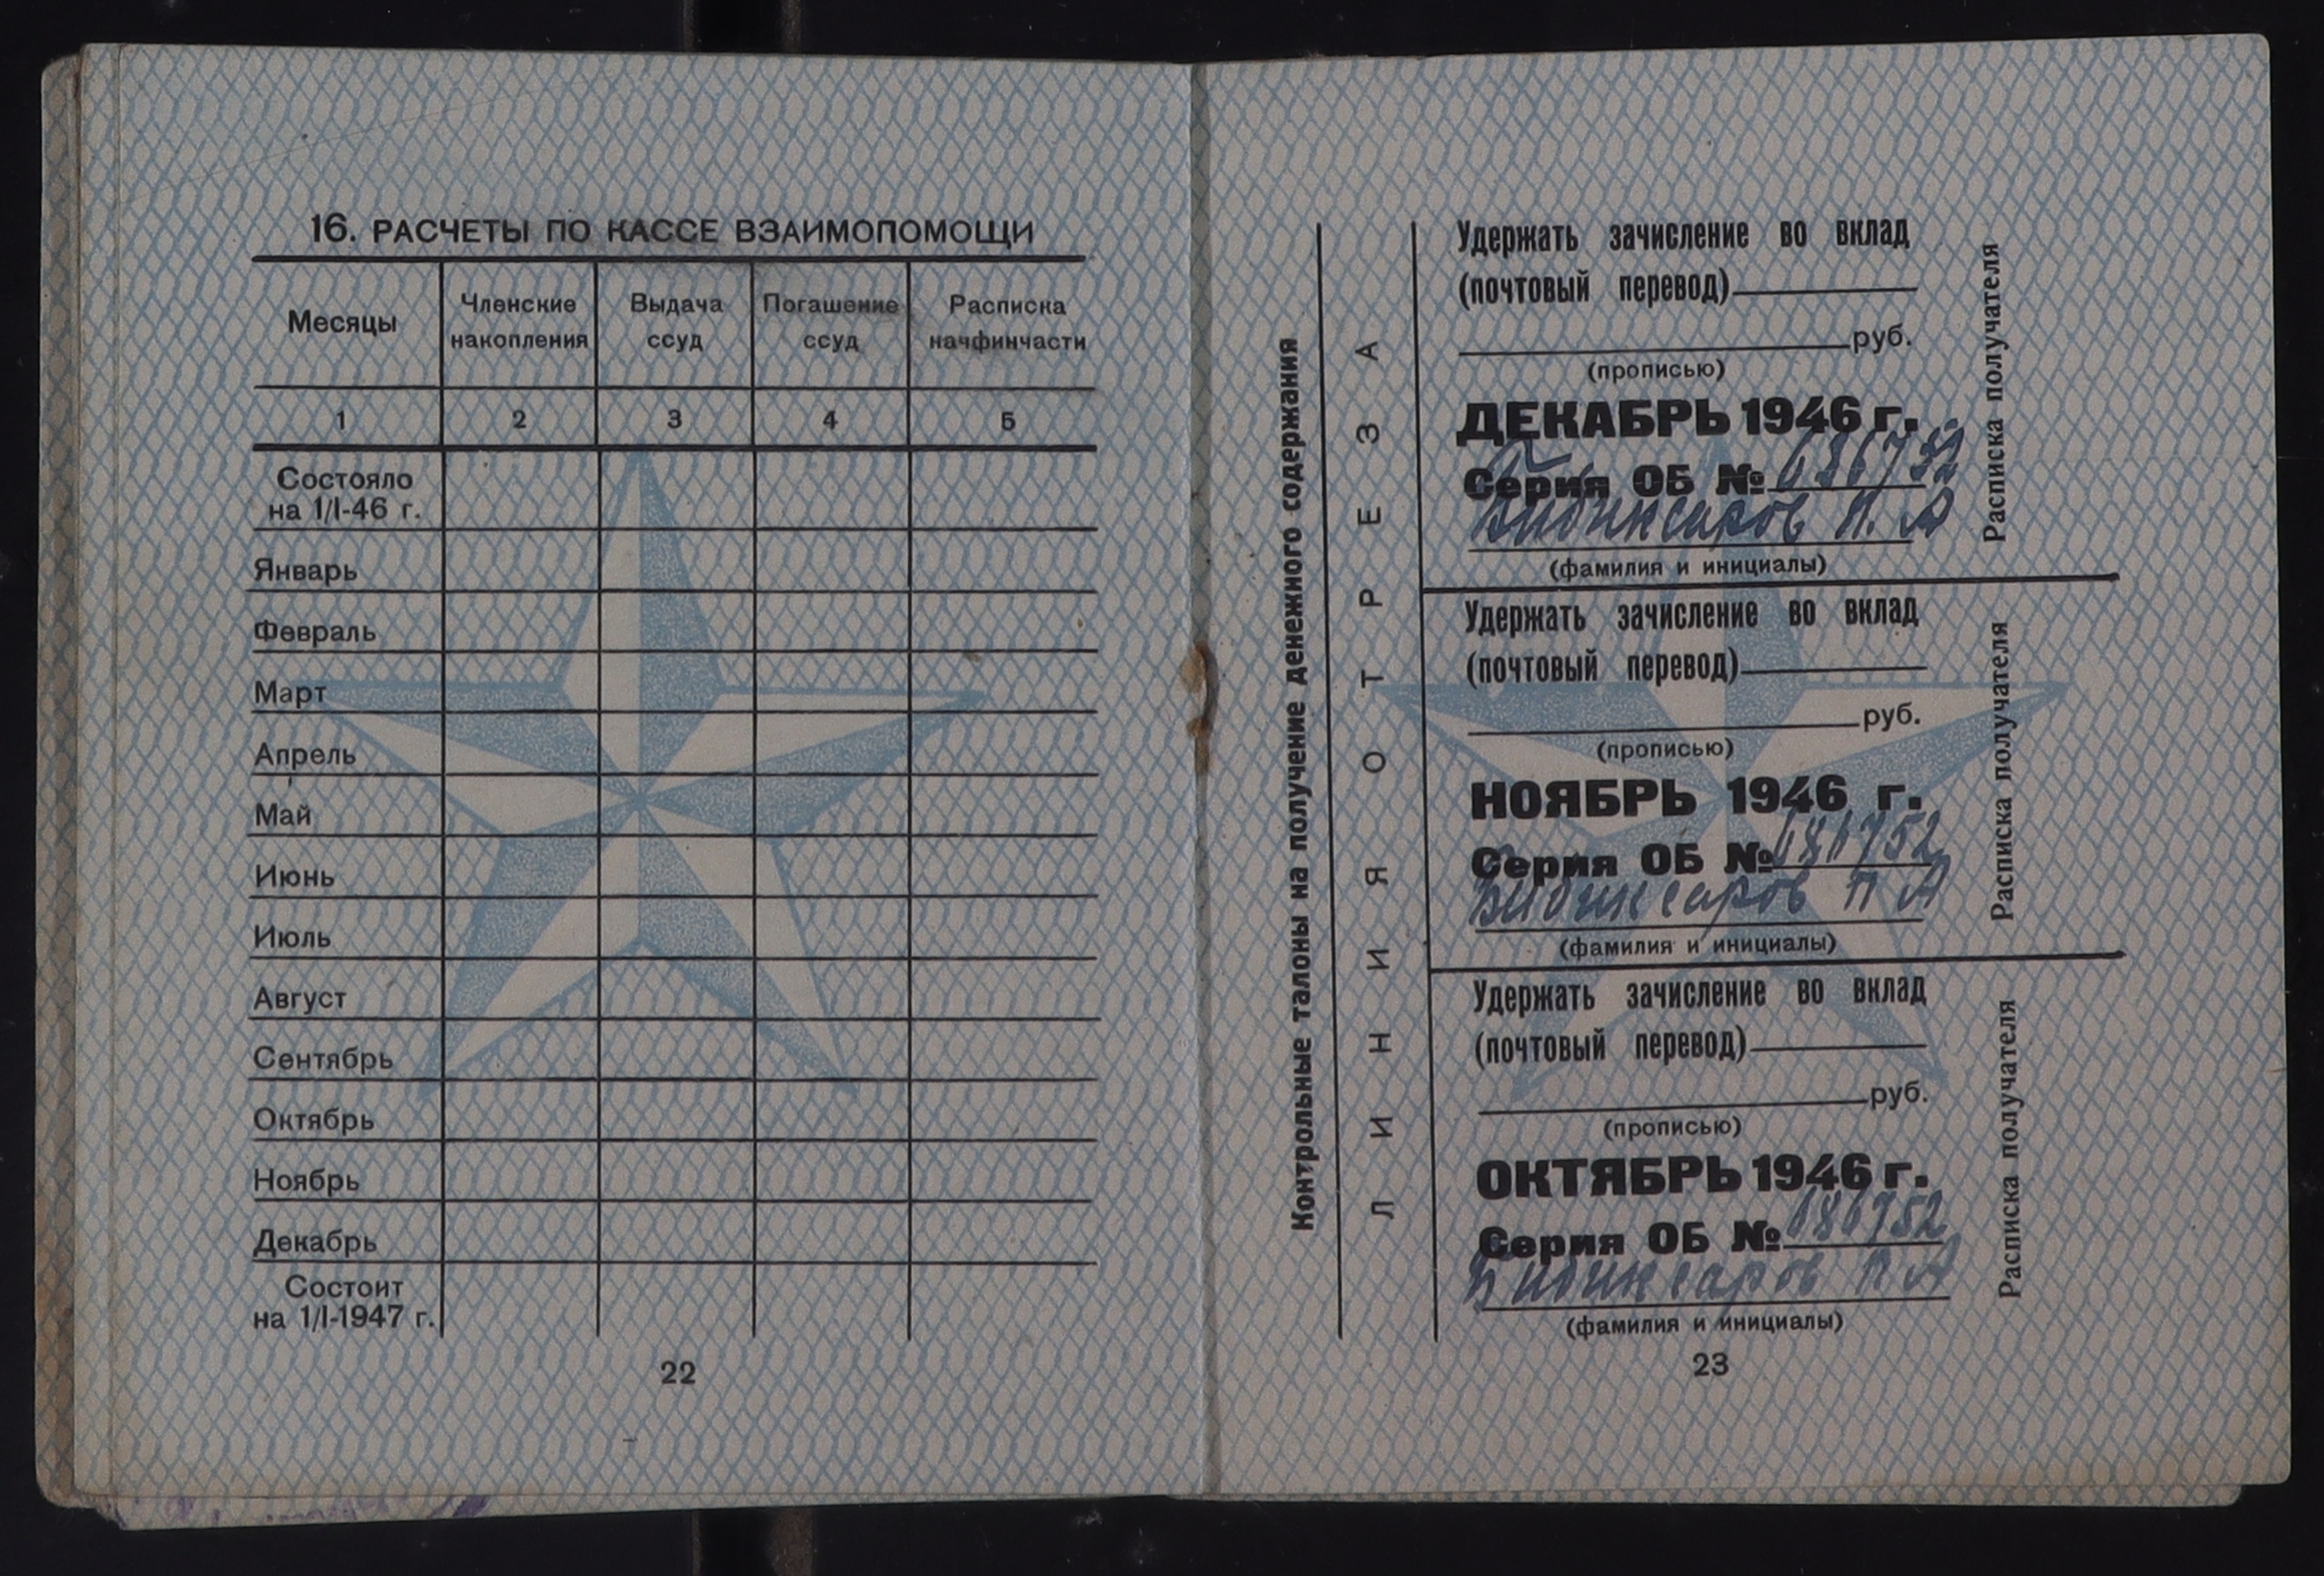 16. РАСЧЕТЫ ПО КАССЕ ВЗАИМОПОМОЩИ
Месяцы
Членские накопления
Выдача ссуд
Погашение ссуд
Расписка начфинчасти
1 2 3 4 5
Состояло
на 1/I-46 г.
Январь
Февраль
Март
Апрель
Май
Июнь
Июль
Август
Сентябрь
Октябрь
Ноябрь
Декабрь
Состоит
на 1/I-1947 г.
22
Контрольные талоны на получение денежного содержания
ЛИНИЯ ОТРЕЗА
Удержать зачисление во вклад
(почтовый перевод)
руб.
(прописью)
ДЕКАБРЬ 1946 г.
Серия ОБ № 686752
П. А
(фамилия и инициалы)
Расписка получателя
Удержать зачисление во вклад
(почтовый перевод)
руб.
(прописью)
НОЯБРЬ 1946 г.
Серия ОБ № 686752
П А
(фамилия и инициалы)
Расписка получателя
Удержать зачисление во вклад
(почтовый перевод)
руб.
(прописью)
ОКТЯБРЬ 1946 г.
Серия ОБ № 686752
П А
(фамилия и инициалы)
Расписка получателя
23